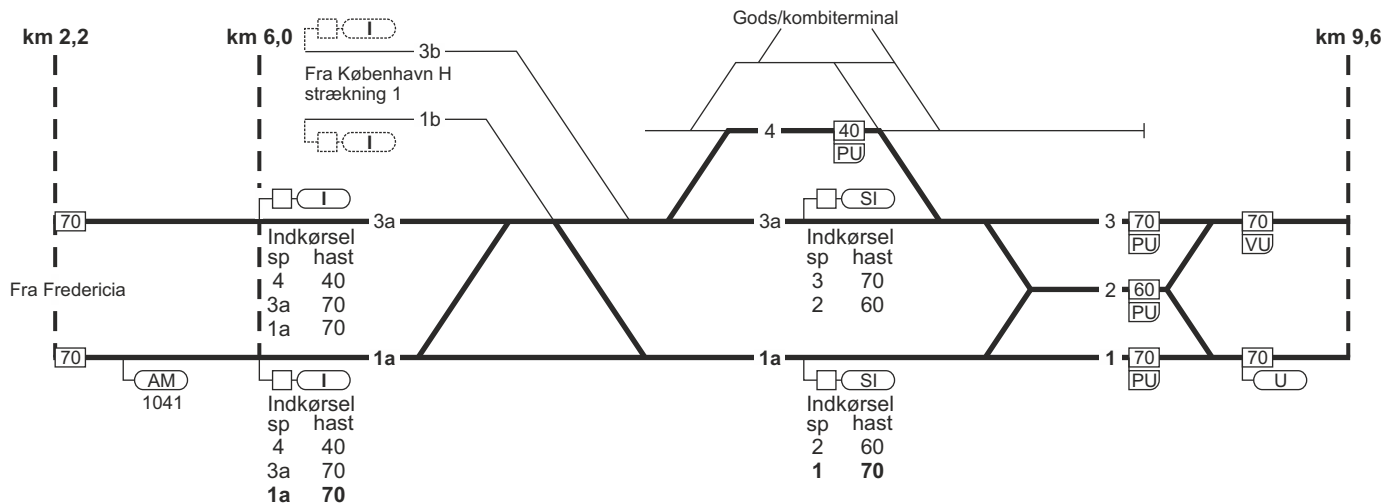 Gods/kombiterminal
km 2,2
km 6,0
I
3b
km 9,6
Fra København H
strækning 1
1b
I
4
40
PU
I
SI
70
3a
3a
3
70
PU
70
VU
Indkørsel
sp hast
4 40
3a 70
1a 70
Indkørsel
sp hast
3 70
2 60
Fra Fredericia
2
60
PU
70
1a
1a
1
70
PU
70
U
AM
1041
I
SI
Indkørsel
sp hast
4 40
3a 70
1a 70
Indkørsel
sp hast
2 60
1 70